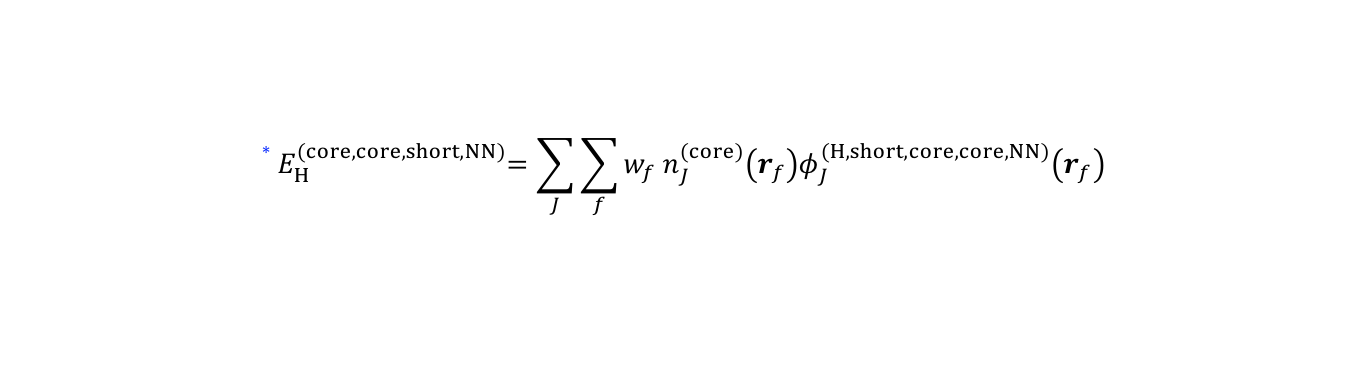 * E_H^(core,core,short,NN) = ∑_J ∑_f w_f n_J^(core)(r_f)ϕ_J^(H,short,core,core,NN)(r_f)